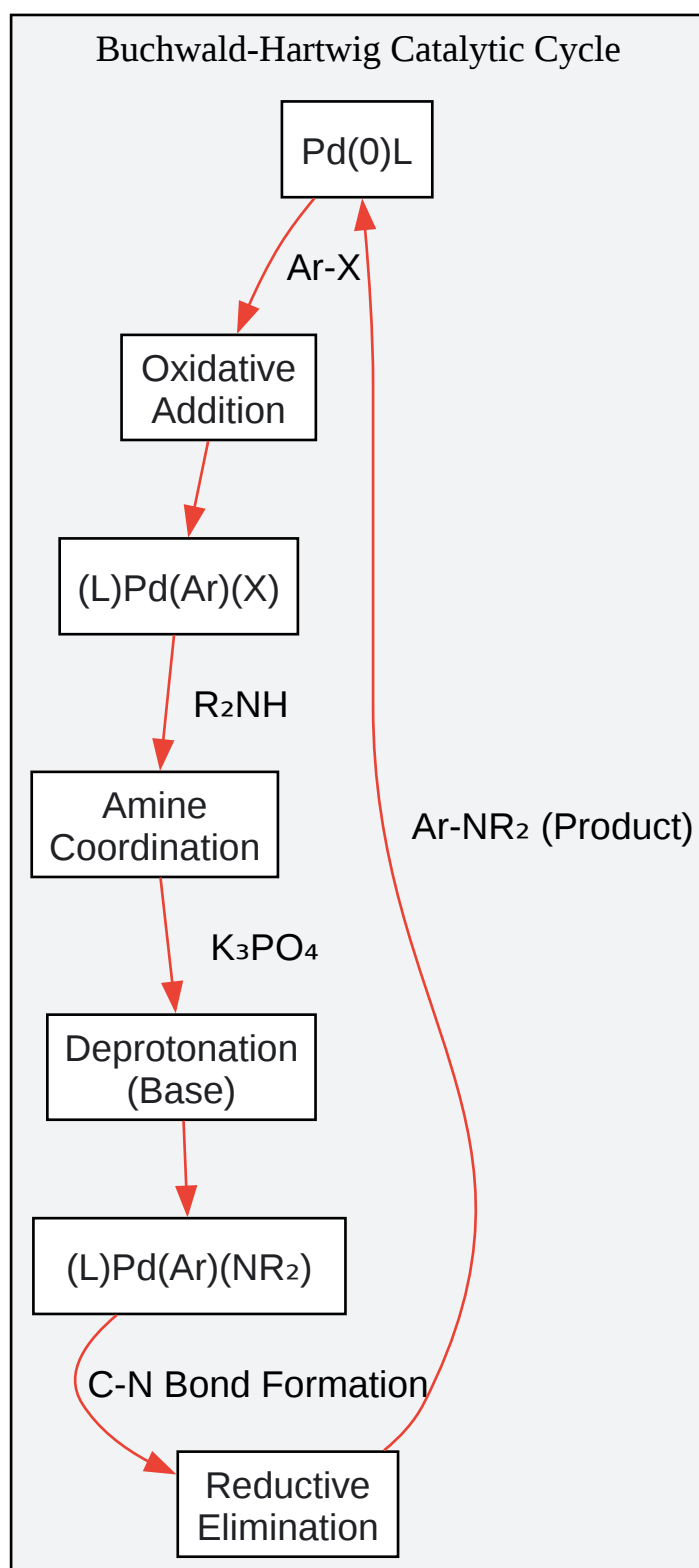 Buchwald-Hartwig Catalytic Cycle
Pd(0)L
Ar-X
Oxidative
Addition
(L)Pd(Ar)(X)
R₂NH
Amine
Coordination
Ar-NR₂ (Product)
K₃PO₄
Deprotonation
(Base)
(L)Pd(Ar)(NR₂)
C-N Bond Formation
Reductive
Elimination